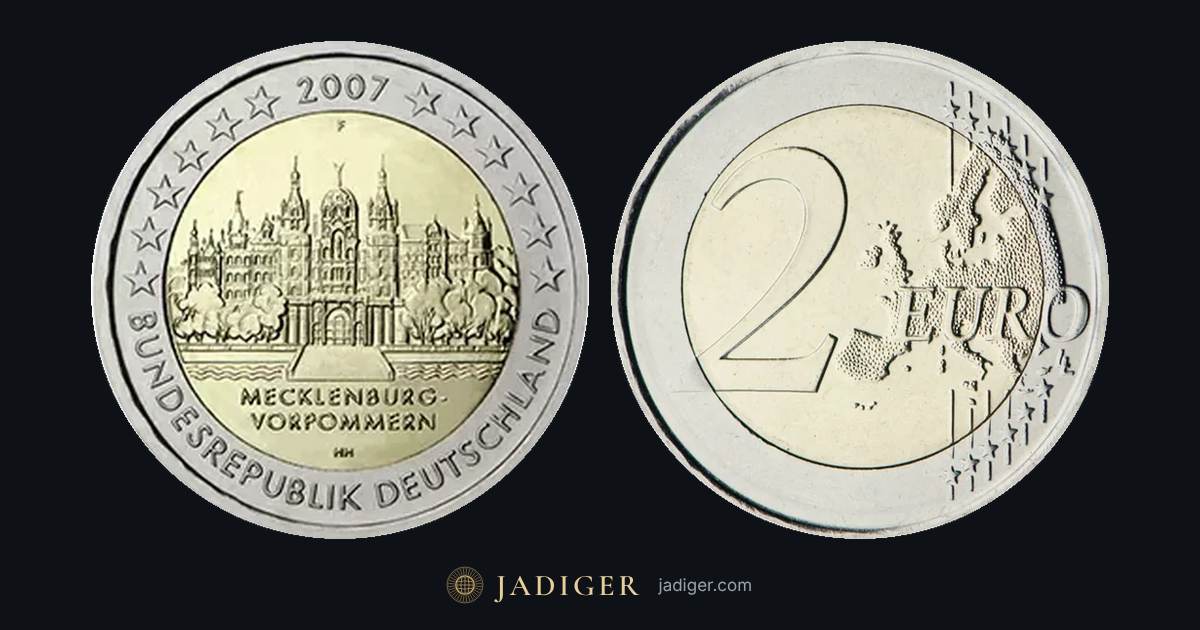 2007
F
MECKLENBURG-
VORPOMMERN
HH
BUNDESREPUBLIK DEUTSCHLAND
2 EURO
JADIGER jadiger.com